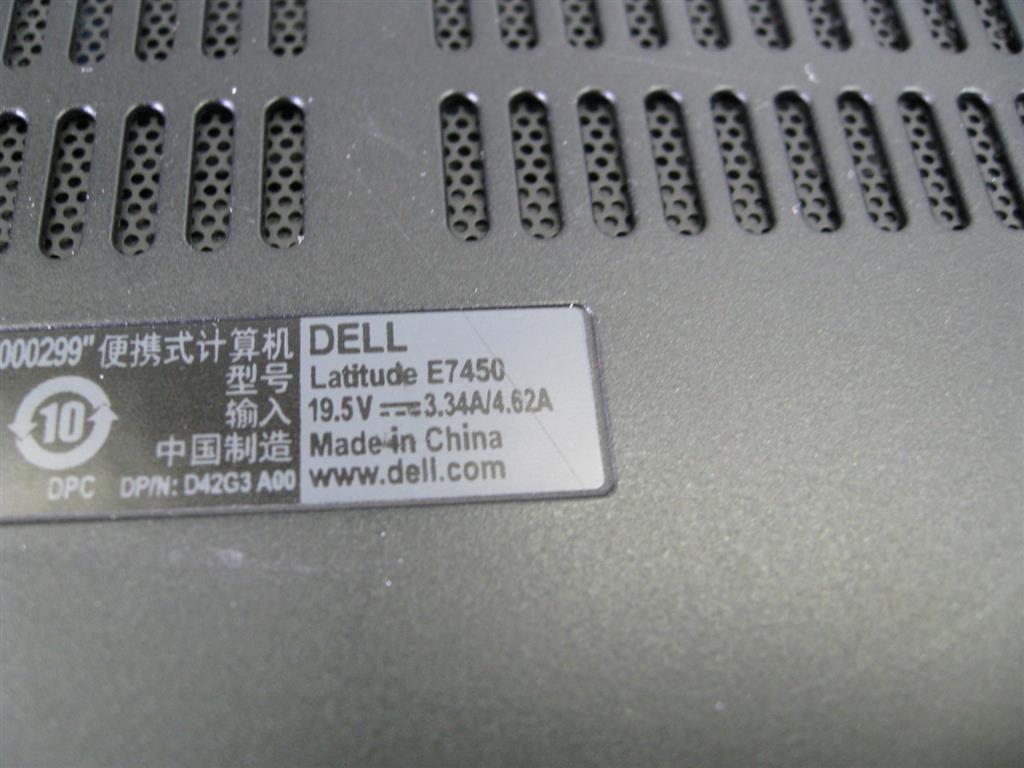 000299"便携式计算机
型号
输入
中国制造
10
DPC DP/N: D42G3 A00
DELL
Latitude E7450
19.5V ⎓ 3.34A/4.62A
Made in China
www.dell.com